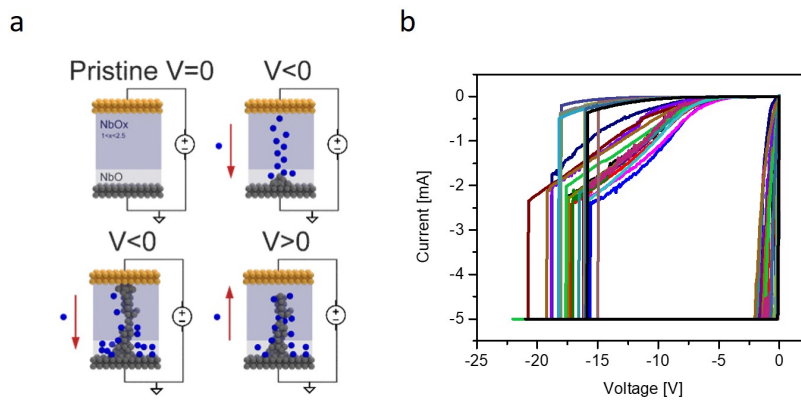 a
Pristine V=0
V<0
NbOx
1<x<2.5
NbO
V<0
V>0
b
Current [mA]
0
-1
-2
-3
-4
-5
-25 -20 -15 -10 -5 0
Voltage [V]